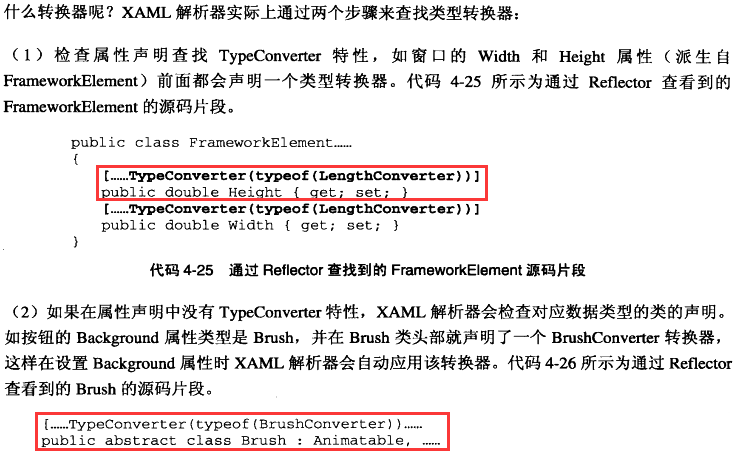 什么转换器呢？XAML 解析器实际上通过两个步骤来查找类型转换器：
（1）检查属性声明查找 TypeConverter 特性，如窗口的 Width 和 Height 属性（派生自
FrameworkElement）前面都会声明一个类型转换器。代码 4-25 所示为通过 Reflector 查看到的
FrameworkElement 的源码片段。
public class FrameworkElement……
{
[……TypeConverter(typeof(LengthConverter))]
public double Height { get; set; }
[……TypeConverter(typeof(LengthConverter))]
public double Width { get; set; }
}
代码 4-25 通过 Reflector 查找到的 FrameworkElement 源码片段
（2）如果在属性声明中没有 TypeConverter 特性，XAML 解析器会检查对应数据类型的类的声明。
如按钮的 Background 属性类型是 Brush，并在 Brush 类头部就声明了一个 BrushConverter 转换器，
这样在设置 Background 属性时 XAML 解析器会自动应用该转换器。代码 4-26 所示为通过 Reflector
查看到的 Brush 的源码片段。
[……TypeConverter(typeof(BrushConverter))……
public abstract class Brush : Animatable, ……